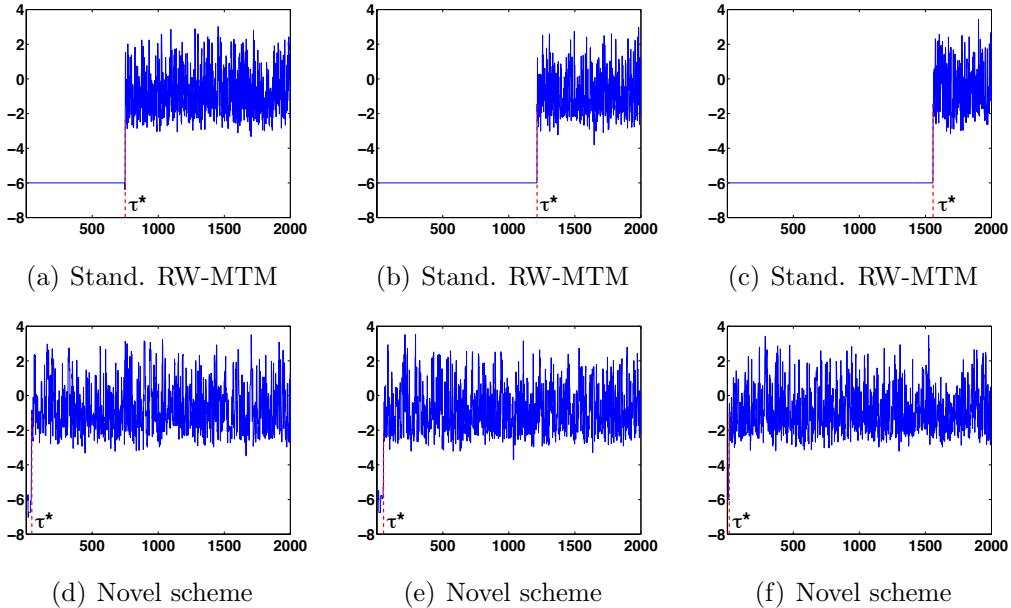 4
2
0
−2
−4
−6
−8
τ*
500 1000 1500 2000
(a) Stand. RW-MTM
4
2
0
−2
−4
−6
−8
τ*
500 1000 1500 2000
(b) Stand. RW-MTM
4
2
0
−2
−4
−6
−8
τ*
500 1000 1500 2000
(c) Stand. RW-MTM
4
2
0
−2
−4
−6
−8
τ*
500 1000 1500 2000
(d) Novel scheme
4
2
0
−2
−4
−6
−8
τ*
500 1000 1500 2000
(e) Novel scheme
4
2
0
−2
−4
−6
−8
τ*
500 1000 1500 2000
(f) Novel scheme